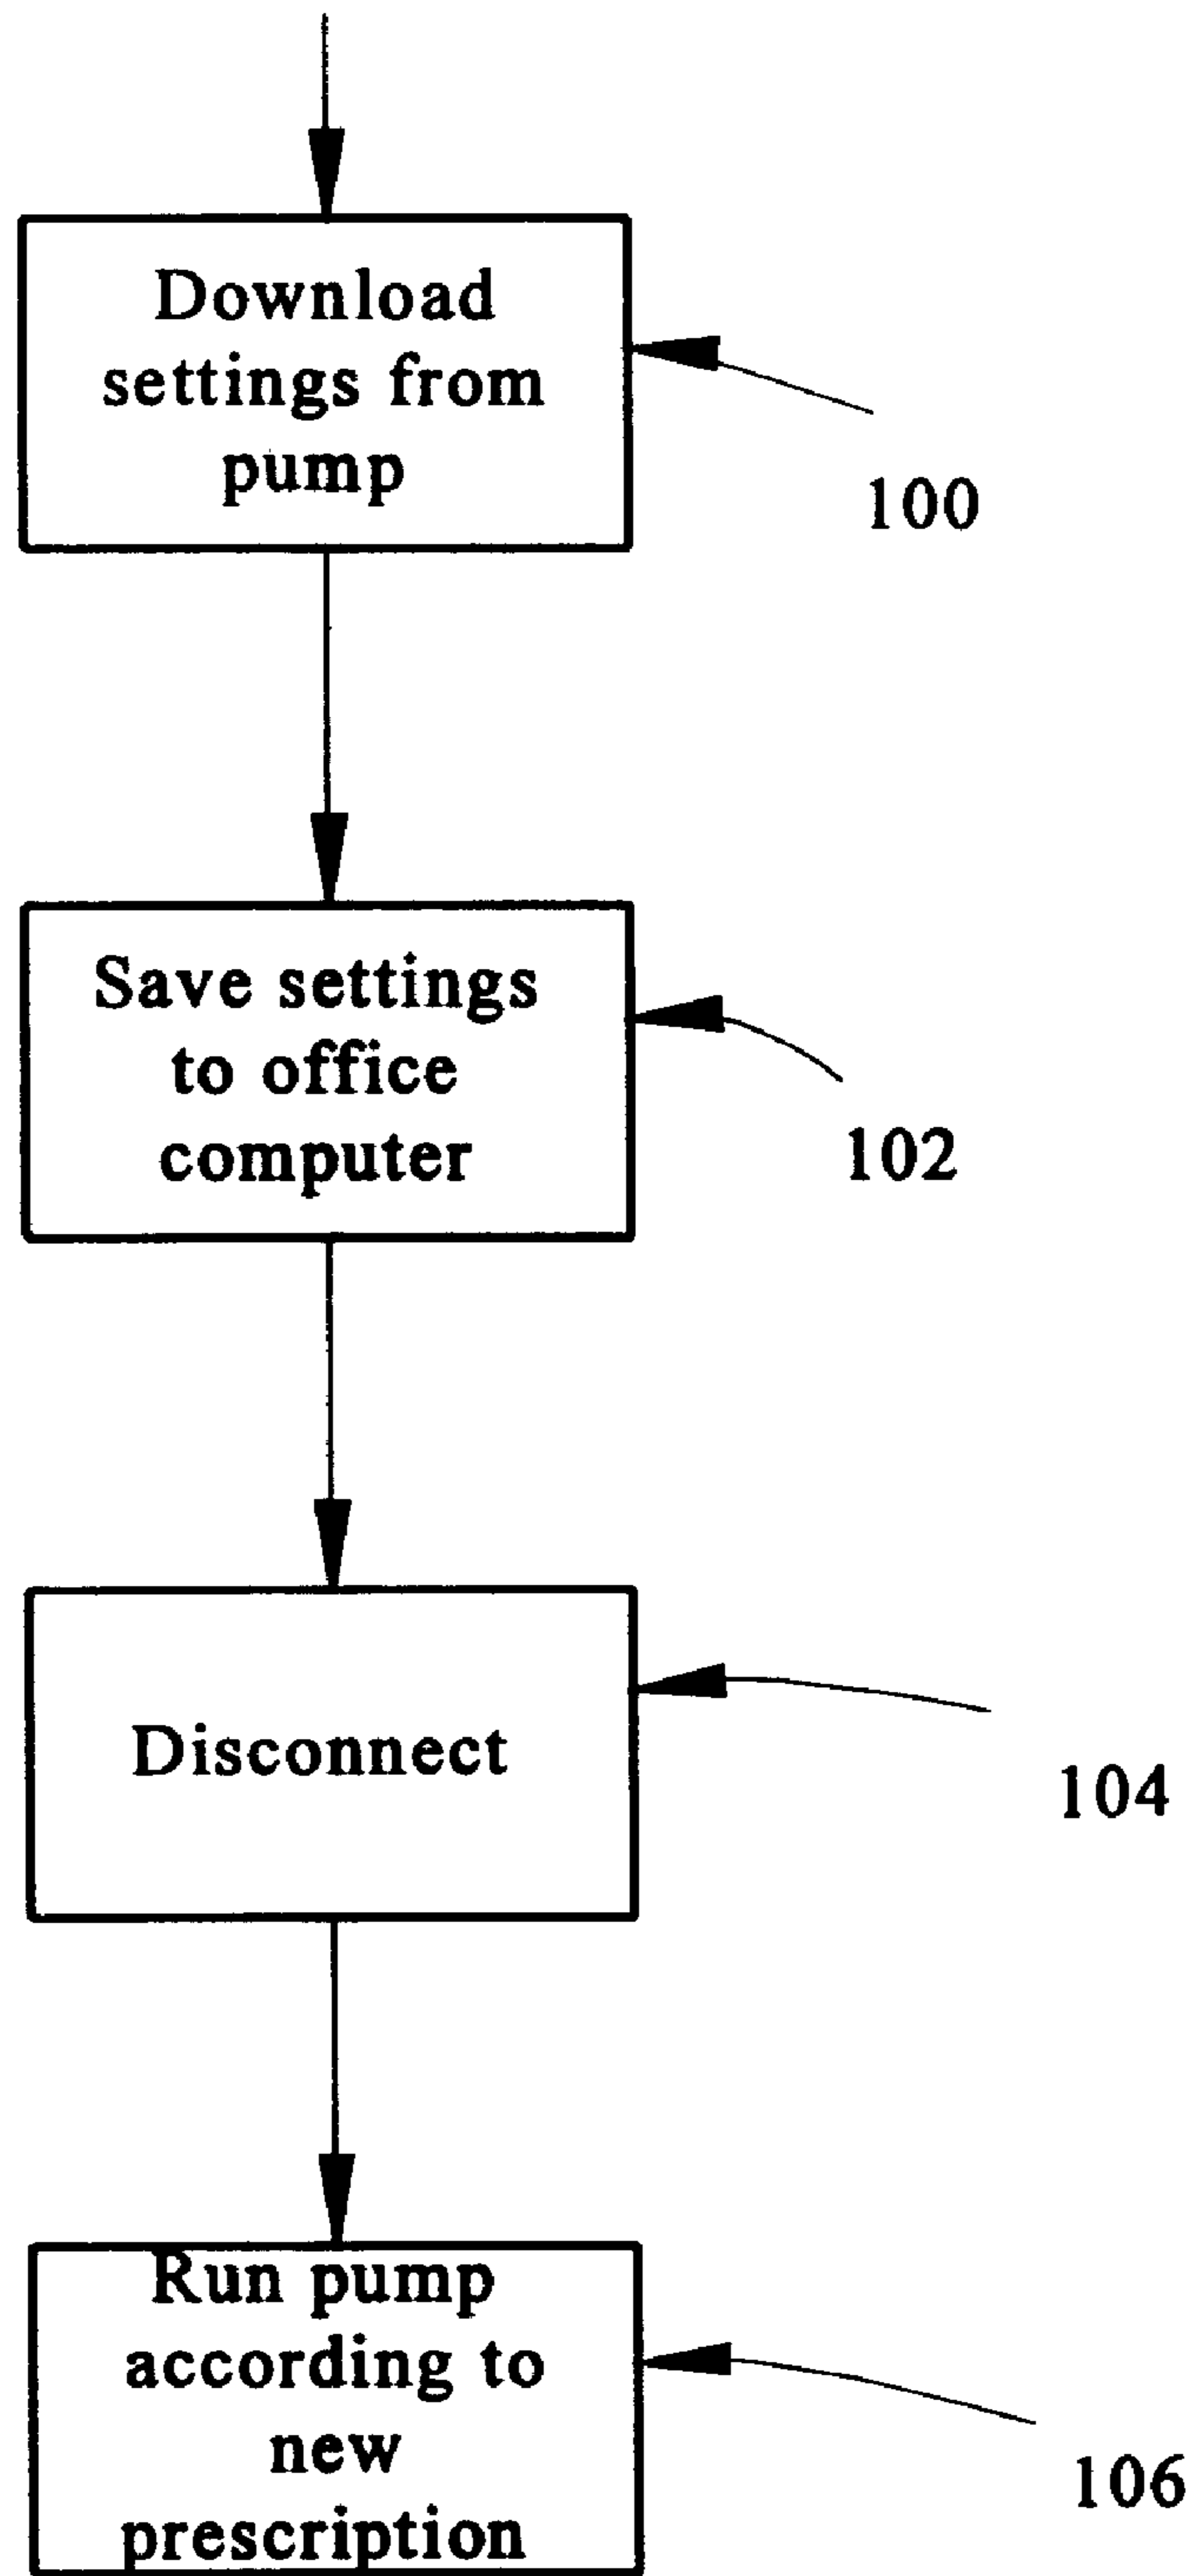 Download
settings from
pump
100
Save settings
to office
computer
102
Disconnect
104
Run pump
according to
new
prescription
106